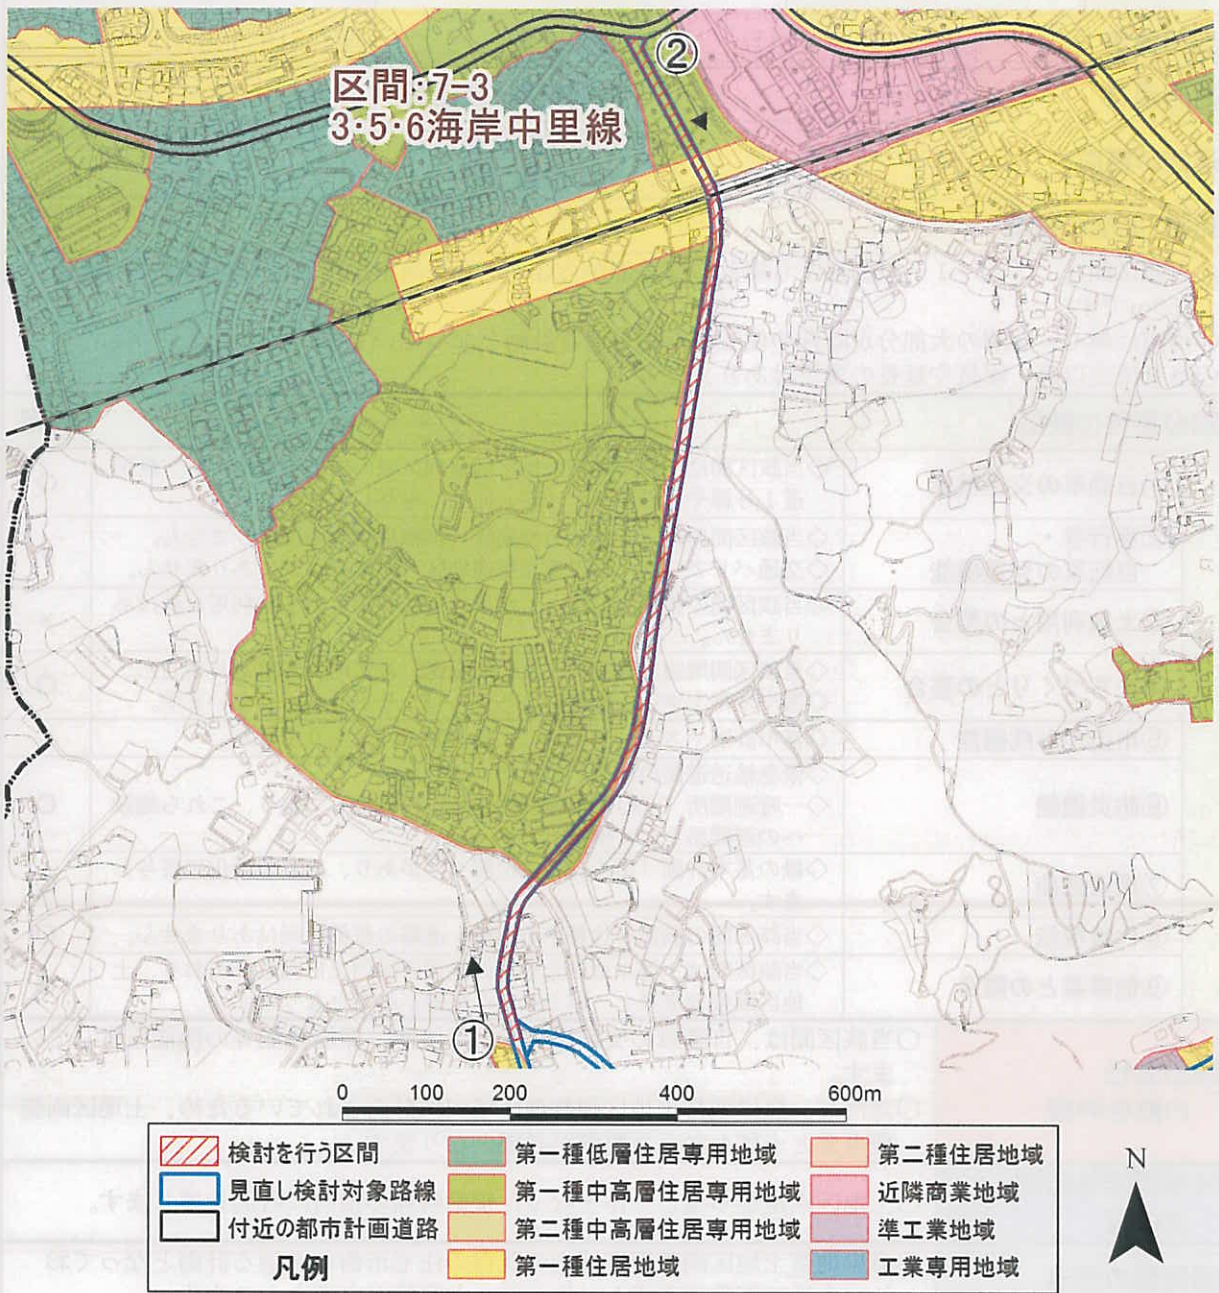 区間:7-3
3・5・6海岸中里線
②
①
0 100 200 400 600m
検討を行う区間
見直し検討対象路線
付近の都市計画道路
凡例
第一種低層住居専用地域
第一種中高層住居専用地域
第二種中高層住居専用地域
第一種住居地域
第二種住居地域
近隣商業地域
準工業地域
工業専用地域
N